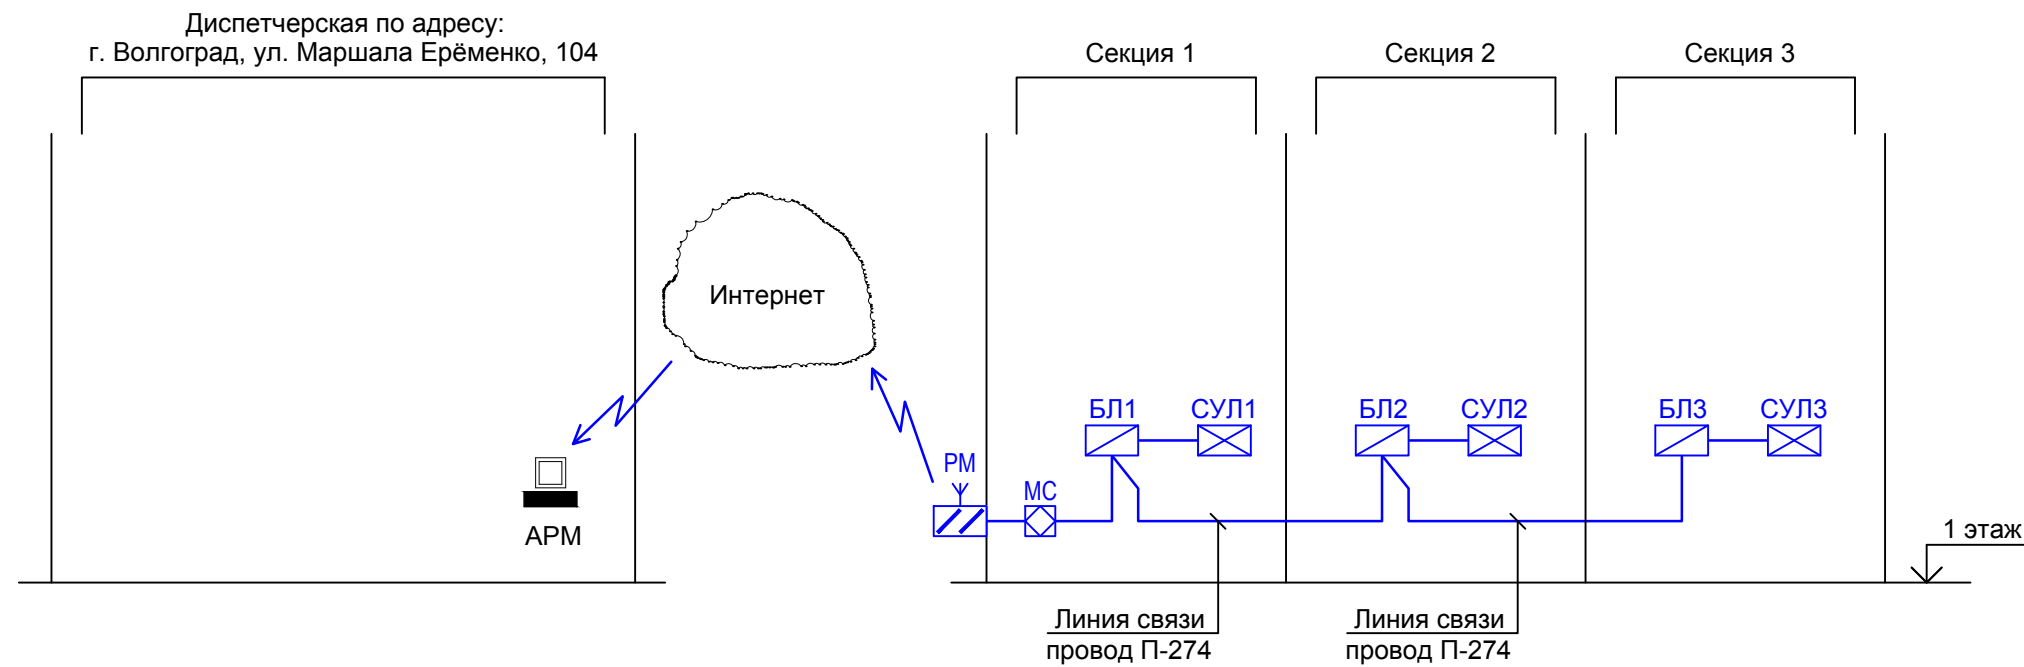 Диспетчерская по адресу:
г. Волгоград, ул. Маршала Ерёменко, 104
Секция 1
Секция 2
Секция 3
Интернет
БЛ1
СУЛ1
БЛ2
СУЛ2
БЛ3
СУЛ3
РМ
МС
АРМ
1 этаж
Линия связи
провод П-274
Линия связи
провод П-274